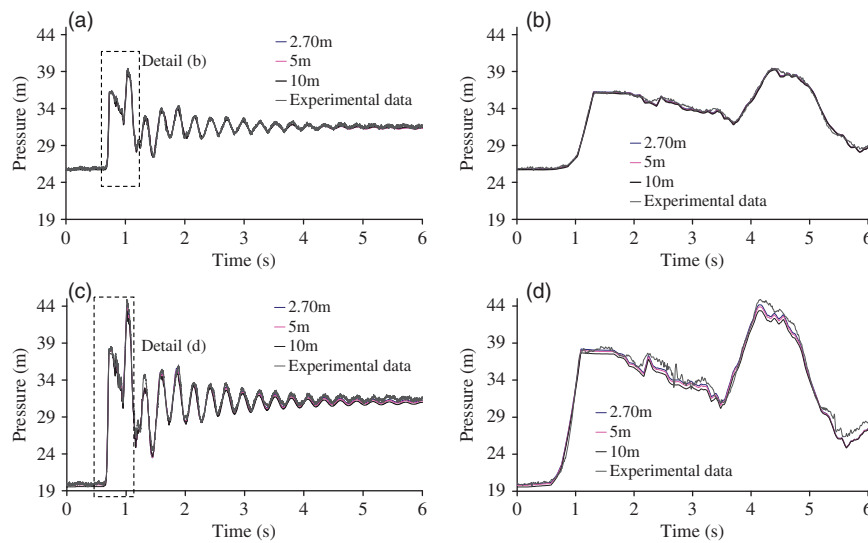 (a)
44
39
34
29
24
19
Pressure (m)
Detail (b)
2.70m
5m
10m
Experimental data
0 1 2 3 4 5 6
Time (s)
(b)
44
39
34
29
24
19
Pressure (m)
2.70m
5m
10m
Experimental data
0 1 2 3 4 5 6
Time (s)
(c)
44
39
34
29
24
19
Pressure (m)
Detail (d)
2.70m
5m
10m
Experimental data
0 1 2 3 4 5 6
Time (s)
(d)
44
39
34
29
24
19
Pressure (m)
2.70m
5m
10m
Experimental data
0 1 2 3 4 5 6
Time (s)